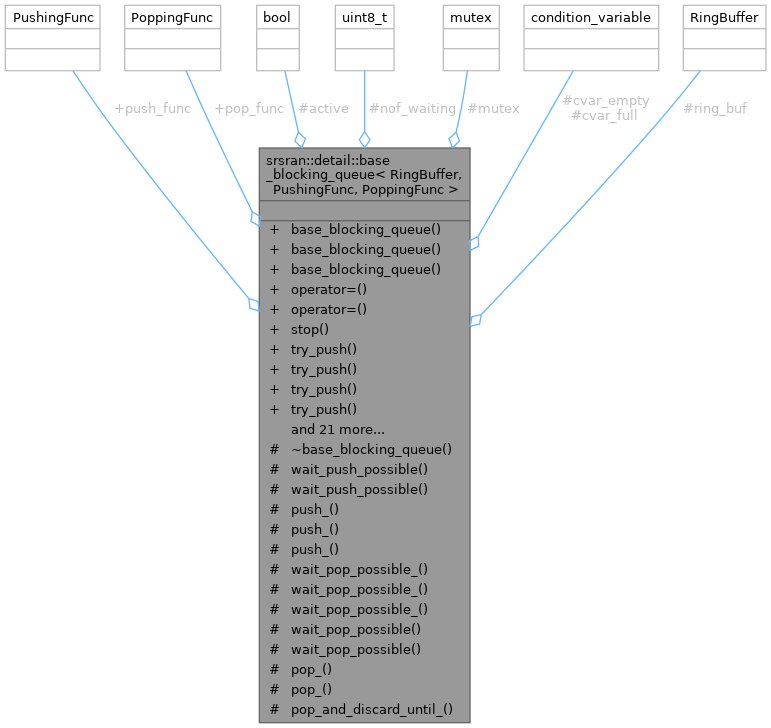 PushingFunc
PoppingFunc
bool
uint8_t
mutex
condition_variable
RingBuffer
+push_func
+pop_func
#active
#nof_waiting
#mutex
#cvar_empty
#cvar_full
#ring_buf
srsran::detail::base
_blocking_queue< RingBuffer,
PushingFunc, PoppingFunc >
+ base_blocking_queue()
+ base_blocking_queue()
+ base_blocking_queue()
+ operator=()
+ operator=()
+ stop()
+ try_push()
+ try_push()
+ try_push()
+ try_push()
and 21 more...
# ~base_blocking_queue()
# wait_push_possible()
# wait_push_possible()
# push_()
# push_()
# push_()
# wait_pop_possible_()
# wait_pop_possible_()
# wait_pop_possible_()
# wait_pop_possible()
# wait_pop_possible()
# pop_()
# pop_()
# pop_and_discard_until_()